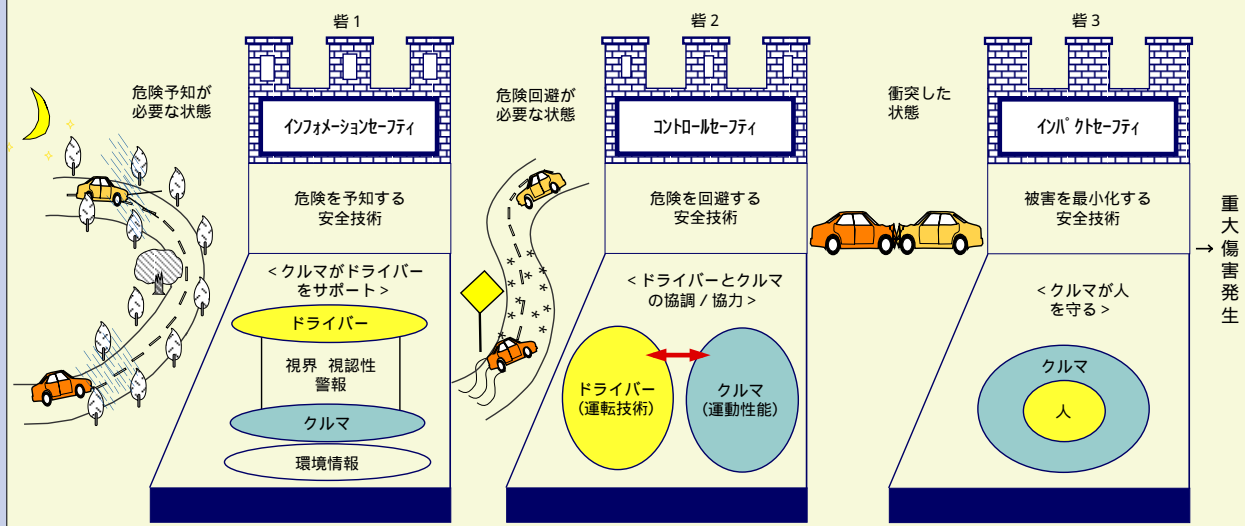 砦1
危険予知が
必要な状態
インフォメーションセーフティ
危険を予知する
安全技術
<クルマがドライバー
をサポート>
ドライバー
視界 視認性
警報
クルマ
環境情報
砦2
危険回避が
必要な状態
コントロールセーフティ
危険を回避する
安全技術
<ドライバーとクルマ
の協調/協力>
ドライバー
(運転技術)
クルマ
(運動性能)
砦3
衝突した
状態
インパクトセーフティ
被害を最小化する
安全技術
<クルマが人
を守る>
クルマ
人
→重大傷害発生